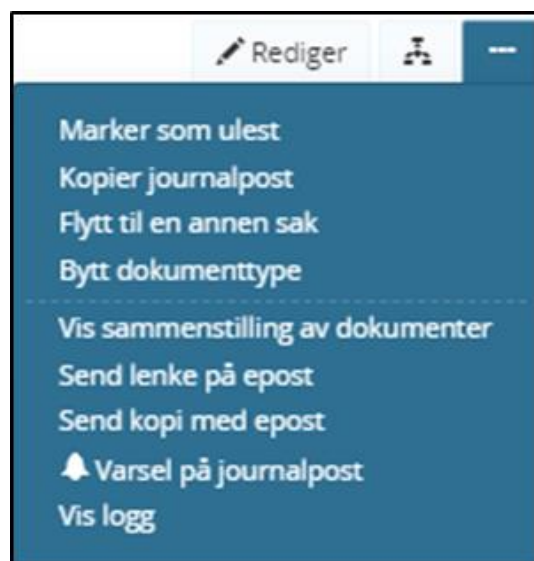 Rediger
Marker som ulest
Kopier journalpost
Flytt til en annen sak
Bytt dokumenttype
Vis sammenstilling av dokumenter
Send lenke på epost
Send kopi med epost
Varsel på journalpost
Vis logg